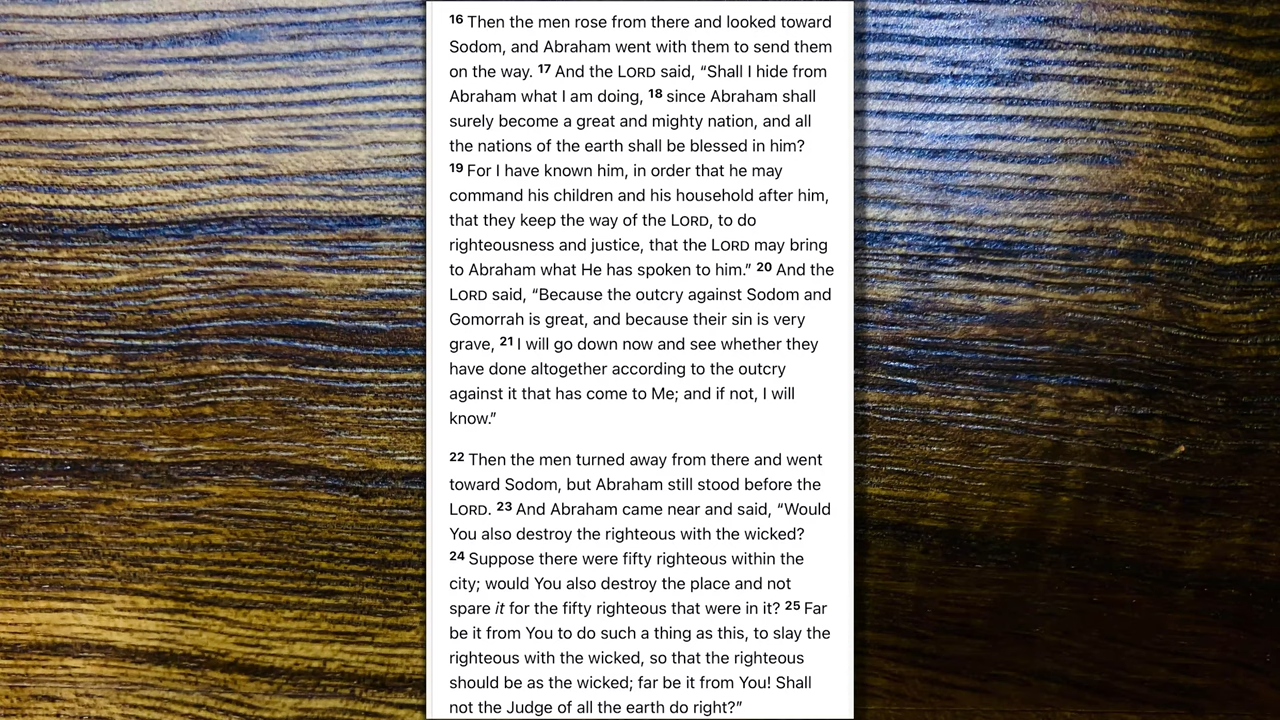 16 Then the men rose from there and looked toward
Sodom, and Abraham went with them to send them
on the way. 17 And the LORD said, “Shall I hide from
Abraham what I am doing, 18 since Abraham shall
surely become a great and mighty nation, and all
the nations of the earth shall be blessed in him?
19 For I have known him, in order that he may
command his children and his household after him,
that they keep the way of the LORD, to do
righteousness and justice, that the LORD may bring
to Abraham what He has spoken to him.” 20 And the
LORD said, “Because the outcry against Sodom and
Gomorrah is great, and because their sin is very
grave, 21 I will go down now and see whether they
have done altogether according to the outcry
against it that has come to Me; and if not, I will
know.”
22 Then the men turned away from there and went
toward Sodom, but Abraham still stood before the
LORD. 23 And Abraham came near and said, “Would
You also destroy the righteous with the wicked?
24 Suppose there were fifty righteous within the
city; would You also destroy the place and not
spare it for the fifty righteous that were in it? 25 Far
be it from You to do such a thing as this, to slay the
righteous with the wicked, so that the righteous
should be as the wicked; far be it from You! Shall
not the Judge of all the earth do right?”